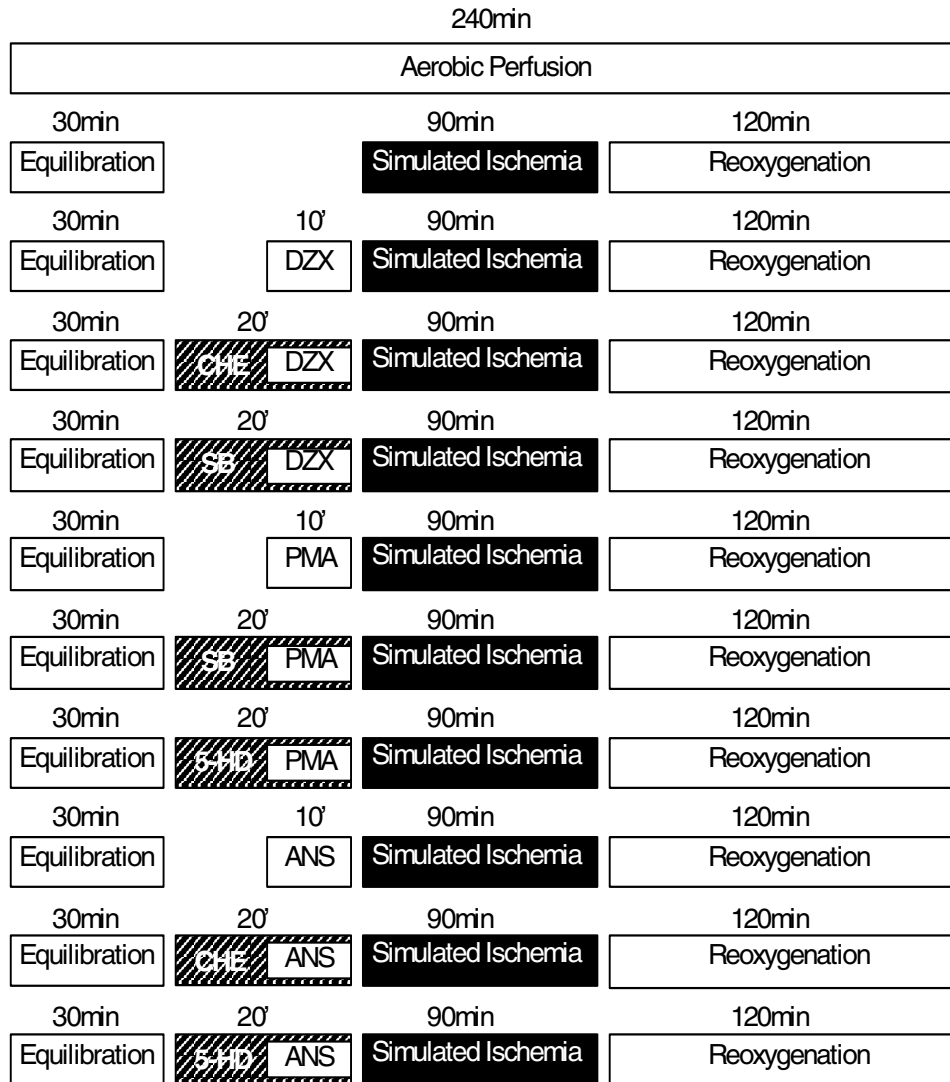 240min
Aerobic Perfusion
30min 90min 120min
Equilibration Simulated Ischemia Reoxygenation
30min 10' 90min 120min
Equilibration DZX Simulated Ischemia Reoxygenation
30min 20' 90min 120min
Equilibration CHE DZX Simulated Ischemia Reoxygenation
30min 20' 90min 120min
Equilibration SB DZX Simulated Ischemia Reoxygenation
30min 10' 90min 120min
Equilibration PMA Simulated Ischemia Reoxygenation
30min 20' 90min 120min
Equilibration SB PMA Simulated Ischemia Reoxygenation
30min 20' 90min 120min
Equilibration 5-HD PMA Simulated Ischemia Reoxygenation
30min 10' 90min 120min
Equilibration ANS Simulated Ischemia Reoxygenation
30min 20' 90min 120min
Equilibration CHE ANS Simulated Ischemia Reoxygenation
30min 20' 90min 120min
Equilibration 5-HD ANS Simulated Ischemia Reoxygenation